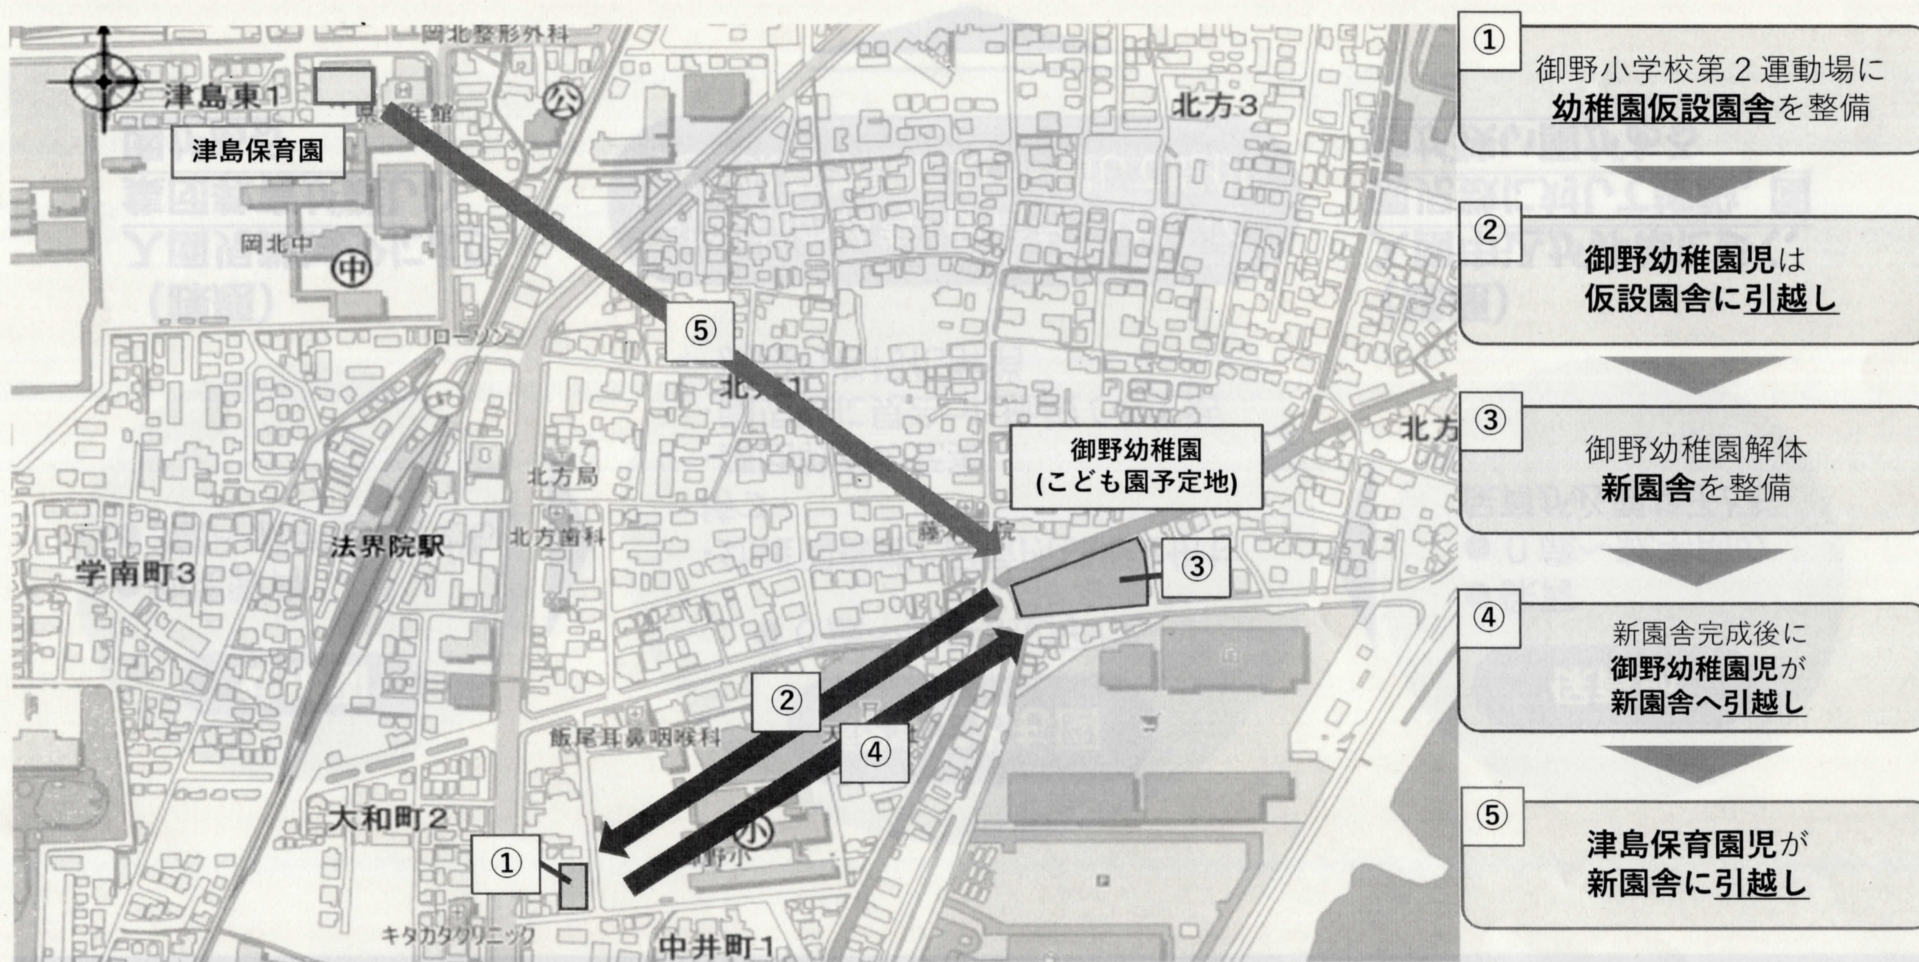 岡北整形外科
津島東1
津島保育園
公
北方3
岡北中
中
ローソン
⑤
北方局
御野幼稚園
(こども園予定地)
北方
北方歯科
法界院駅
学南町3
③
②
④
飯尾耳鼻咽喉科
大和町2
小
①
キタカタクリニック
中井町1
①
御野小学校第2運動場に
幼稚園仮設園舎を整備
②
御野幼稚園児は
仮設園舎に引越し
③
御野幼稚園解体
新園舎を整備
④
新園舎完成後に
御野幼稚園児が
新園舎へ引越し
⑤
津島保育園児が
新園舎に引越し